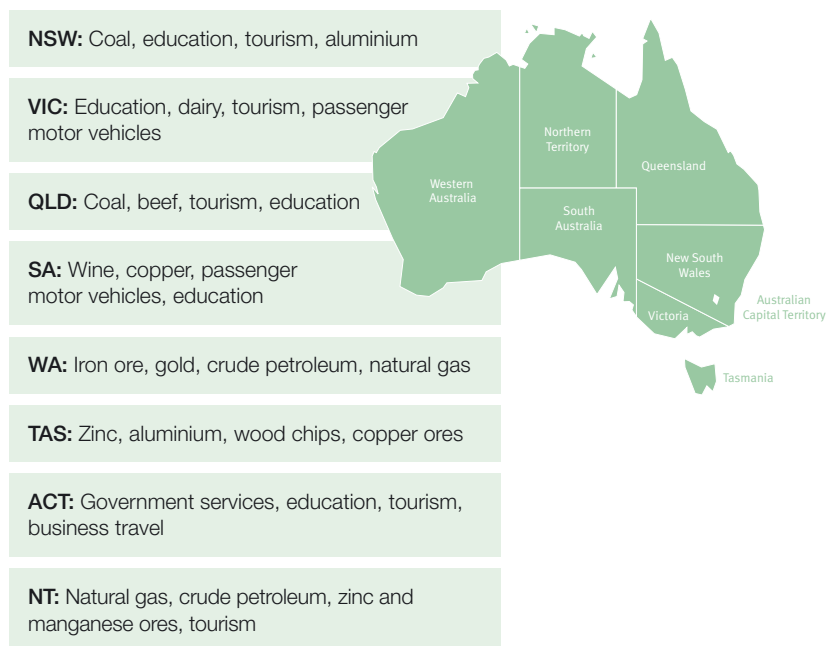 NSW: Coal, education, tourism, aluminium
VIC: Education, dairy, tourism, passenger
motor vehicles
QLD: Coal, beef, tourism, education
SA: Wine, copper, passenger
motor vehicles, education
WA: Iron ore, gold, crude petroleum, natural gas
TAS: Zinc, aluminium, wood chips, copper ores
ACT: Government services, education, tourism,
business travel
NT: Natural gas, crude petroleum, zinc and
manganese ores, tourism
Northern
Territory
Queensland
Western
Australia
South
Australia
New South
Wales
Australian
Capital Territory
Victoria
Tasmania